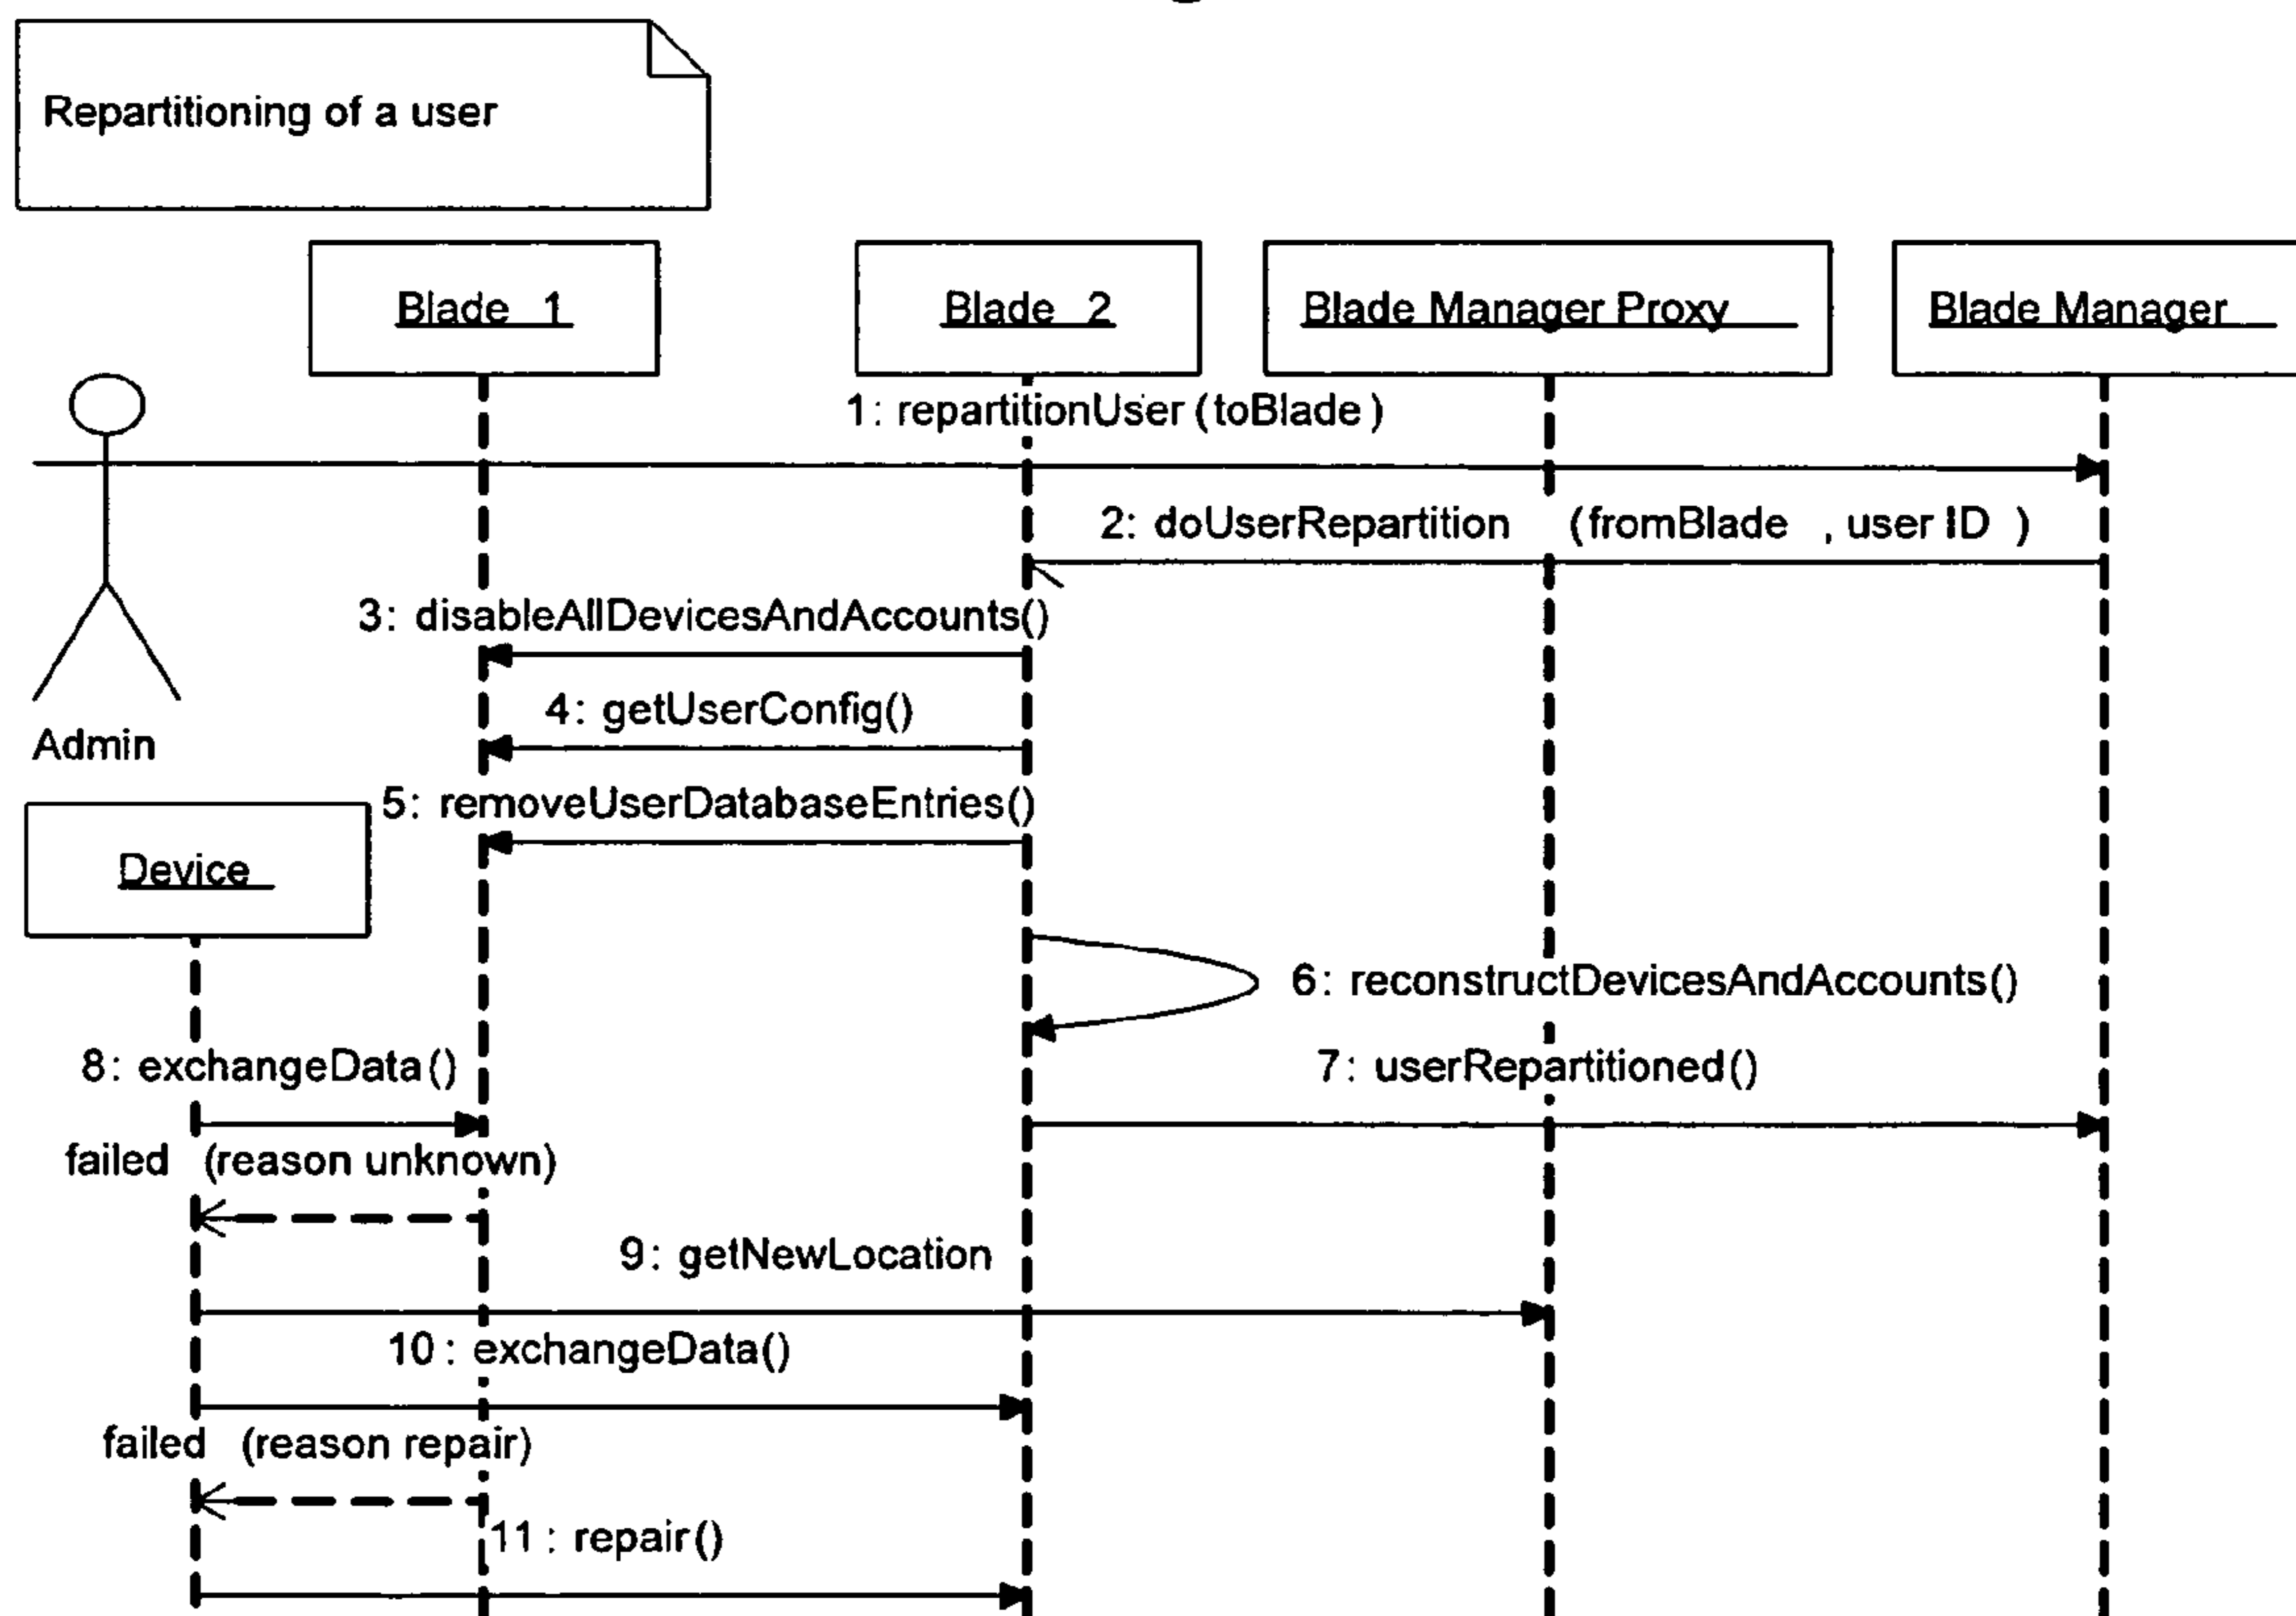 Repartitioning of a user
Blade 1
Blade 2
Blade Manager Proxy
Blade Manager
1: repartitionUser (toBlade)
2: doUserRepartition (fromBlade , user ID )
3: disableAllDevicesAndAccounts()
4: getUserConfig()
Admin
5: removeUserDatabaseEntries()
Device
6: reconstructDevicesAndAccounts()
8: exchangeData()
7: userRepartitioned()
failed (reason unknown)
9: getNewLocation
10: exchangeData()
failed (reason repair)
11: repair()